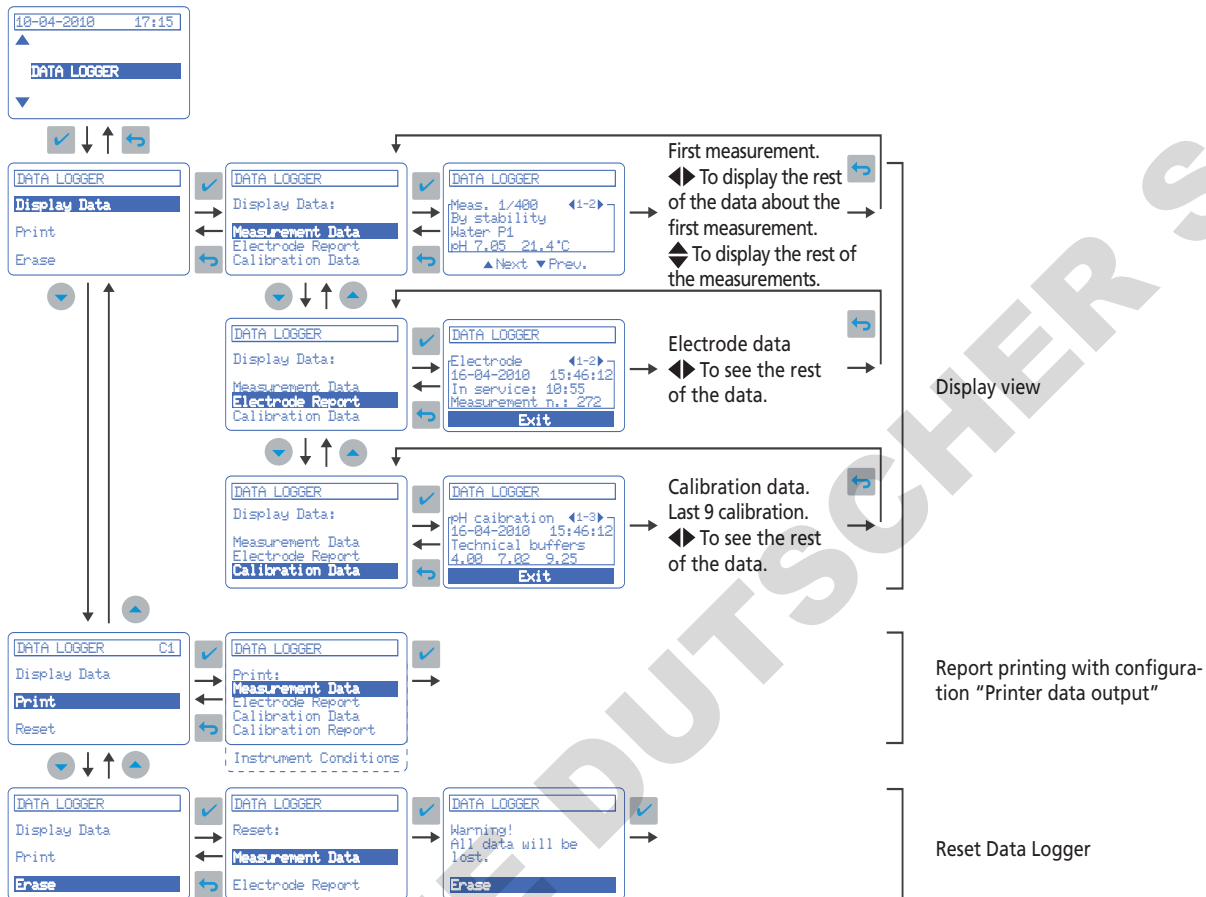 10-04-2010 17:15
DATA LOGGER
DATA LOGGER
Display Data
Print
Erase
DATA LOGGER
Display Data:
Measurement Data
Electrode Report
Calibration Data
DATA LOGGER
Meas. 1/400 ◀1-2▶
By stability
Water P1
pH 7.05 21.4°C
▲Next ▼Prev.
First measurement.
◀▶ To display the rest
of the data about the
first measurement.
▲▼ To display the rest of
the measurements.
DATA LOGGER
Display Data:
Measurement Data
Electrode Report
Calibration Data
DATA LOGGER
Electrode ◀1-2▶
16-04-2010 15:46:12
In service: 10:55
Measurement n.: 272
Exit
Electrode data
◀▶ To see the rest
of the data.
Display view
DATA LOGGER
Display Data:
Measurement Data
Electrode Report
Calibration Data
DATA LOGGER
pH caibration ◀1-3▶
16-04-2010 15:46:12
Technical buffers
4.00 7.02 9.25
Exit
Calibration data.
Last 9 calibration.
◀▶ To see the rest
of the data.
DATA LOGGER C1
Display Data
Print
Reset
DATA LOGGER
Print:
Measurement Data
Electrode Report
Calibration Data
Calibration Report
Instrument Conditions
Report printing with configura-
tion “Printer data output”
DATA LOGGER
Display Data
Print
Erase
DATA LOGGER
Reset:
Measurement Data
Electrode Report
DATA LOGGER
Warning!
All data will be
lost.
Erase
Reset Data Logger
E DUTSCHER S